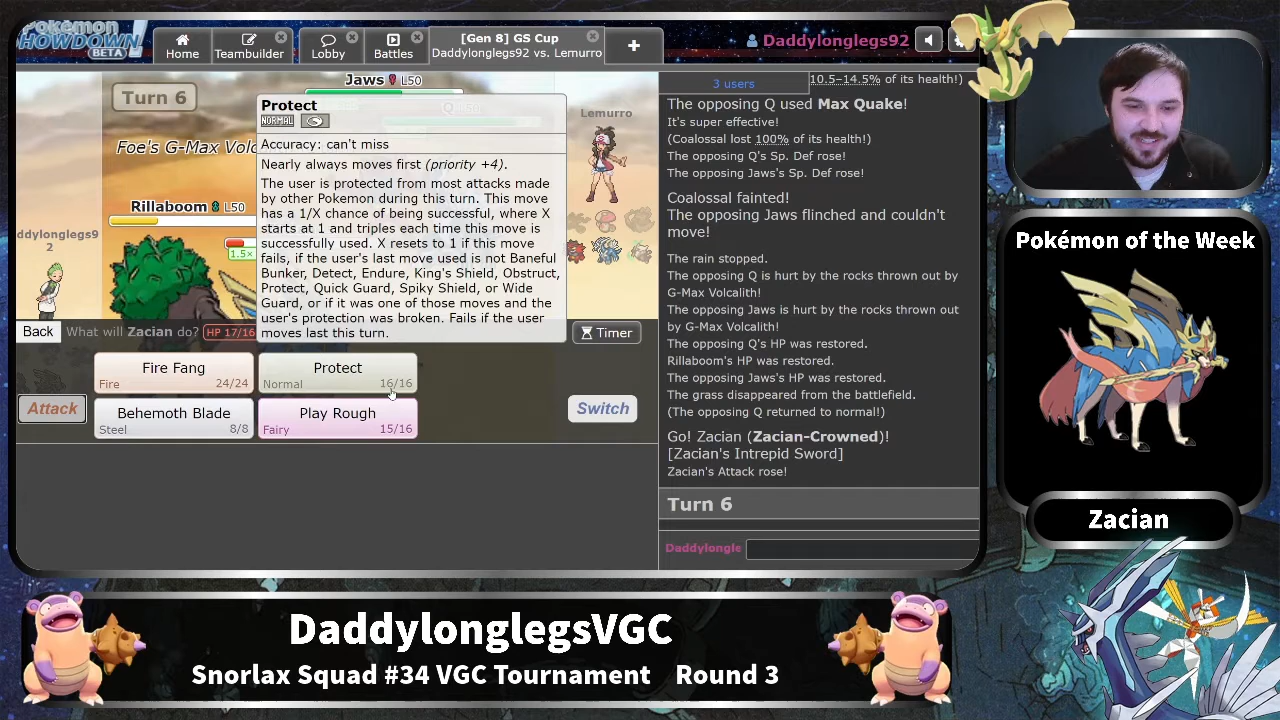 Pokémon
SHOWDOWN!
BETA
Home
Teambuilder
Lobby
Battles
[Gen 8] GS Cup
Daddylonglegs92 vs. Lemurro
Daddylonglegs92
Turn 6
Jaws L50
Foe's G-Max Volc
Rillaboom L50
1.5×
ddylonglegs9
2
Lemurro
Protect
NORMAL
Accuracy: can't miss
Nearly always moves first (priority +4).
The user is protected from most attacks made
by other Pokemon during this turn. This move
has a 1/X chance of being successful, where X
starts at 1 and triples each time this move is
successfully used. X resets to 1 if this move
fails, if the user's last move used is not Baneful
Bunker, Detect, Endure, King's Shield, Obstruct,
Protect, Quick Guard, Spiky Shield, or Wide
Guard, or if it was one of those moves and the
user's protection was broken. Fails if the user
moves last this turn.
Back
What will Zacian do? HP 17/16
Timer
Attack
Fire Fang
Fire 24/24
Protect
Normal 16/16
Behemoth Blade
Steel 8/8
Play Rough
Fairy 15/16
Switch
3 users
10.5–14.5% of its health!)
The opposing Q used Max Quake!
It's super effective!
(Coalossal lost 100% of its health!)
The opposing Q's Sp. Def rose!
The opposing Jaws's Sp. Def rose!
Coalossal fainted!
The opposing Jaws flinched and couldn't
move!
The rain stopped.
The opposing Q is hurt by the rocks thrown out by
G-Max Volcalith!
The opposing Jaws is hurt by the rocks thrown out
by G-Max Volcalith!
The opposing Q's HP was restored.
Rillaboom's HP was restored.
The opposing Jaws's HP was restored.
The grass disappeared from the battlefield.
(The opposing Q returned to normal!)
Go! Zacian (Zacian-Crowned)!
[Zacian's Intrepid Sword]
Zacian's Attack rose!
Turn 6
Daddylongle
Pokémon of the Week
Zacian
DaddylonglegsVGC
Snorlax Squad #34 VGC Tournament Round 3